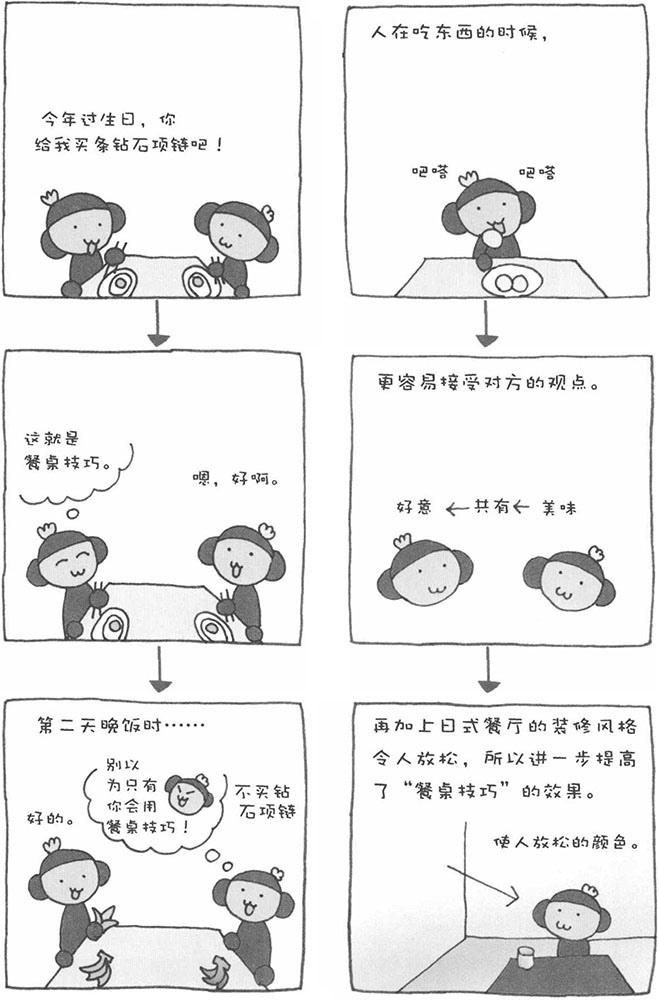 今年过生日，你
给我买条钻石项链吧！
这就是
餐桌技巧。
嗯，好啊。
第二天晚饭时……
好的。
别以
为只有
你会用
餐桌技巧！
不买钻
石项链
人在吃东西的时候，
吧嗒
吧嗒
更容易接受对方的观点。
好意←共有←美味
再加上日式餐厅的装修风格
令人放松，所以进一步提高
了“餐桌技巧”的效果。
使人放松的颜色。